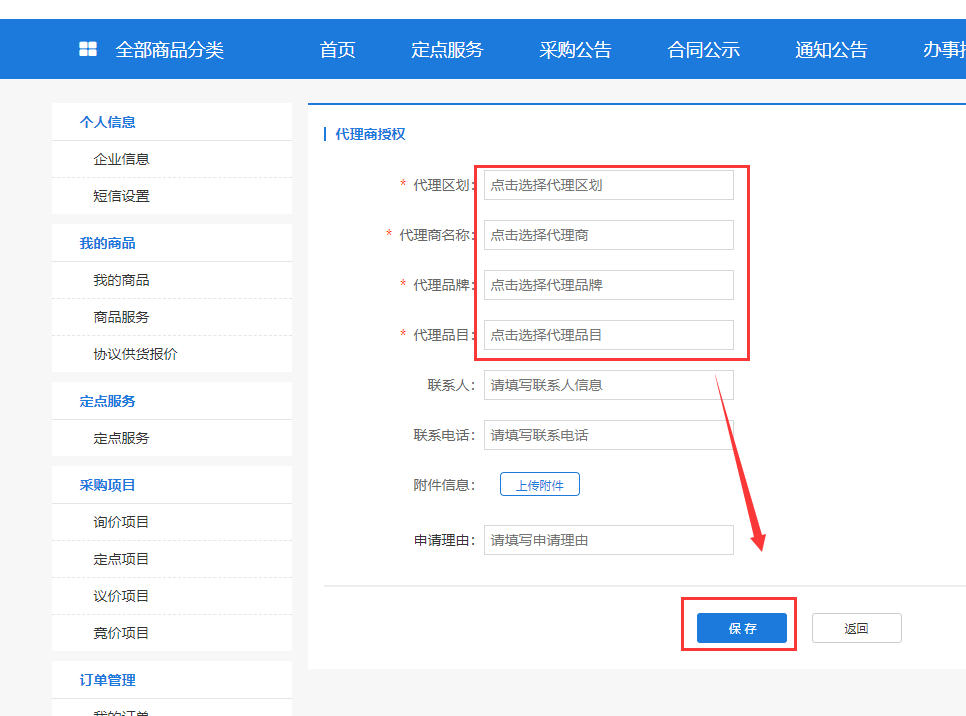 全部商品分类 首页 定点服务 采购公告 合同公示 通知公告 办事
个人信息
企业信息
短信设置
我的商品
我的商品
商品服务
协议供货报价
定点服务
定点服务
采购项目
询价项目
定点项目
议价项目
竞价项目
订单管理
我的订单
代理商授权
* 代理区划: 点击选择代理区划
* 代理商名称: 点击选择代理商
* 代理品牌: 点击选择代理品牌
* 代理品目: 点击选择代理品目
联系人: 请填写联系人信息
联系电话: 请填写联系电话
附件信息: 上传附件
申请理由: 请填写申请理由
保存 返回